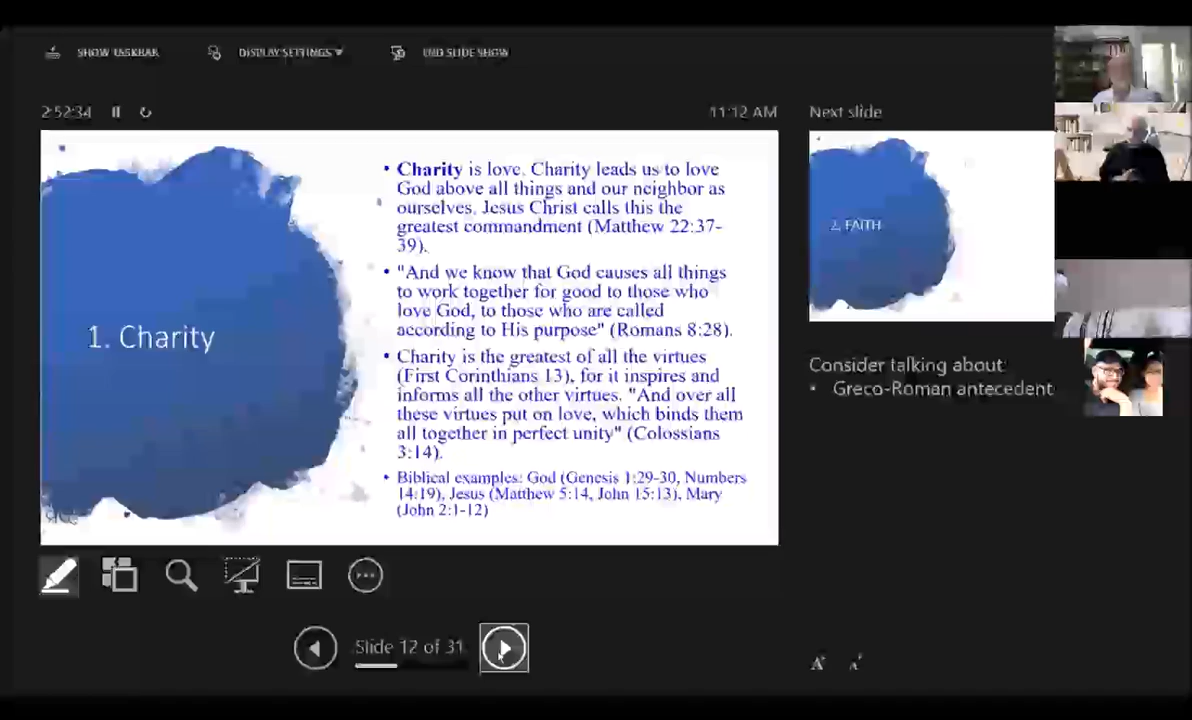 SHOW TASKBAR
DISPLAY SETTINGS
END SLIDE SHOW
2:52:34
11:12 AM
Next slide
1. Charity
• Charity is love. Charity leads us to love
God above all things and our neighbor as
ourselves. Jesus Christ calls this the
greatest commandment (Matthew 22:37-
39).
• "And we know that God causes all things
to work together for good to those who
love God, to those who are called
according to His purpose" (Romans 8:28).
• Charity is the greatest of all the virtues
(First Corinthians 13), for it inspires and
informs all the other virtues. "And over all
these virtues put on love, which binds them
all together in perfect unity" (Colossians
3:14).
• Biblical examples: God (Genesis 1:29-30, Numbers
14:19), Jesus (Matthew 5:14, John 15:13), Mary
(John 2:1-12)
2. FAITH
Consider talking about:
• Greco-Roman antecedent
Slide 12 of 31
A A